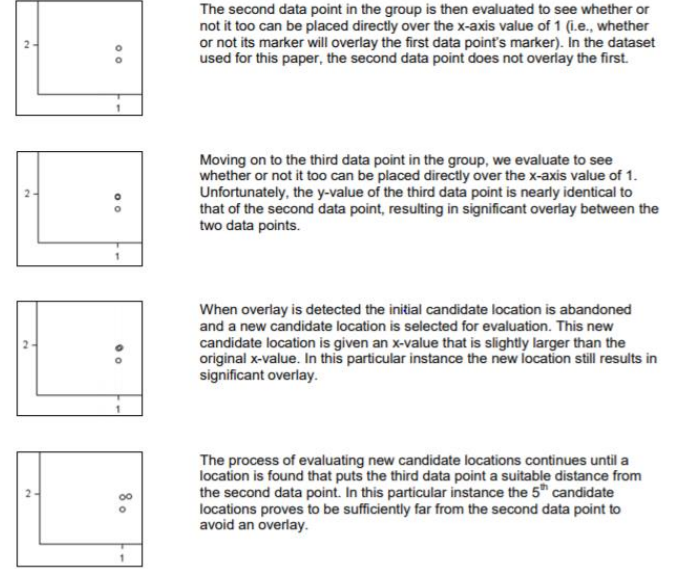 The second data point in the group is then evaluated to see whether or
not it too can be placed directly over the x-axis value of 1 (i.e., whether
or not its marker will overlay the first data point's marker). In the dataset
used for this paper, the second data point does not overlay the first.
2
1
Moving on to the third data point in the group, we evaluate to see
whether or not it too can be placed directly over the x-axis value of 1.
Unfortunately, the y-value of the third data point is nearly identical to
that of the second data point, resulting in significant overlay between the
two data points.
2
1
When overlay is detected the initial candidate location is abandoned
and a new candidate location is selected for evaluation. This new
candidate location is given an x-value that is slightly larger than the
original x-value. In this particular instance the new location still results in
significant overlay.
2
1
The process of evaluating new candidate locations continues until a
location is found that puts the third data point a suitable distance from
the second data point. In this particular instance the 5th candidate
locations proves to be sufficiently far from the second data point to
avoid an overlay.
2
1